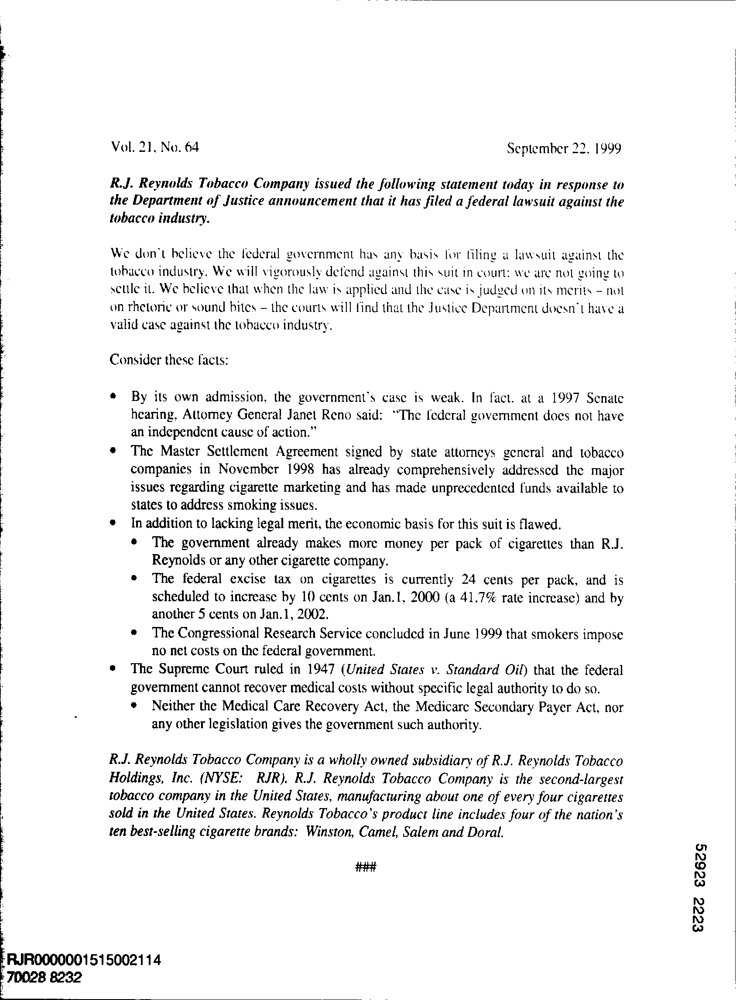 Vol. 21, No. 64 September 22, 1999
R.J. Reynolds Tobacco Company issued the following statement today in response to
the Department of Justice announcement that it has filed a federal lawsuit against the
tobacco industry.
We don't believe the federal government has any basis for filing a lawsuit against the
tobacco industry. We will vigorously defend against this suit in court: we are not going to
settle it. We believe that when the law is applied and the case is judged on its merits – not
on rhetoric or sound bites – the courts will find that the Justice Department doesn't have a
valid case against the tobacco industry.
Consider these facts:
• By its own admission, the government's case is weak. In fact, at a 1997 Senate
hearing, Attorney General Janet Reno said: "The federal government does not have
an independent cause of action."
• The Master Settlement Agreement signed by state attorneys general and tobacco
companies in November 1998 has already comprehensively addressed the major
issues regarding cigarette marketing and has made unprecedented funds available to
states to address smoking issues.
• In addition to lacking legal merit, the economic basis for this suit is flawed.
• The government already makes more money per pack of cigarettes than R.J.
Reynolds or any other cigarette company.
• The federal excise tax on cigarettes is currently 24 cents per pack, and is
scheduled to increase by 10 cents on Jan.1, 2000 (a 41.7% rate increase) and by
another 5 cents on Jan.1, 2002.
• The Congressional Research Service concluded in June 1999 that smokers impose
no net costs on the federal government.
• The Supreme Court ruled in 1947 (United States v. Standard Oil) that the federal
government cannot recover medical costs without specific legal authority to do so.
• Neither the Medical Care Recovery Act, the Medicare Secondary Payer Act, nor
any other legislation gives the government such authority.
R.J. Reynolds Tobacco Company is a wholly owned subsidiary of R.J. Reynolds Tobacco
Holdings, Inc. (NYSE: RJR). R.J. Reynolds Tobacco Company is the second-largest
tobacco company in the United States, manufacturing about one of every four cigarettes
sold in the United States. Reynolds Tobacco's product line includes four of the nation's
ten best-selling cigarette brands: Winston, Camel, Salem and Doral.
###
52923 2223
RJR0000001515002114
70028 8232